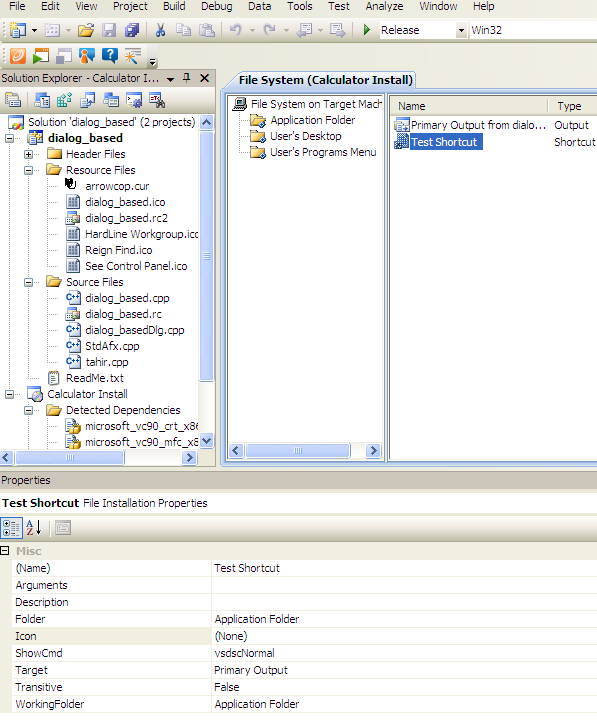 File Edit View Project Build Debug Data Tools Test Analyze Window Help
Release Win32
Solution Explorer - Calculator I...
Solution 'dialog_based' (2 projects)
dialog_based
Header Files
Resource Files
arrowcop.cur
dialog_based.ico
dialog_based.rc2
HardLine Workgroup.ico
Reign Find.ico
See Control Panel.ico
Source Files
dialog_based.cpp
dialog_based.rc
dialog_basedDlg.cpp
StdAfx.cpp
tahir.cpp
ReadMe.txt
Calculator Install
Detected Dependencies
microsoft_vc90_crt_x86
microsoft_vc90_mfc_x8
File System (Calculator Install)
File System on Target Mach
Application Folder
User's Desktop
User's Programs Menu
Name Type
Primary Output from dialo... Output
Test Shortcut Shortcut
Properties
Test Shortcut File Installation Properties
Misc
(Name) Test Shortcut
Arguments
Description
Folder Application Folder
Icon (None)
ShowCmd vsdscNormal
Target Primary Output
Transitive False
WorkingFolder Application Folder